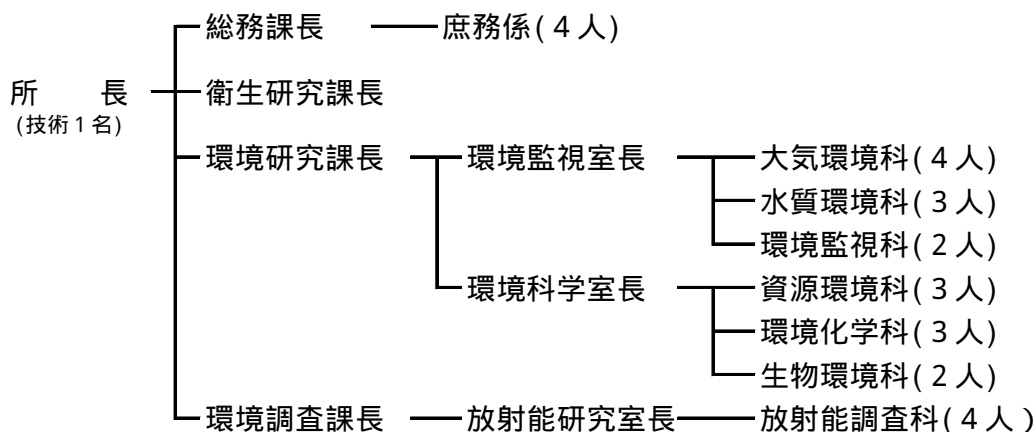 総務課長 庶務係(4人)
所　長 衛生研究課長
(技術1名)
環境研究課長 環境監視室長 大気環境科(4人)
水質環境科(3人)
環境監視科(2人)
環境科学室長 資源環境科(3人)
環境化学科(3人)
生物環境科(2人)
環境調査課長 放射能研究室長 放射能調査科(4人)